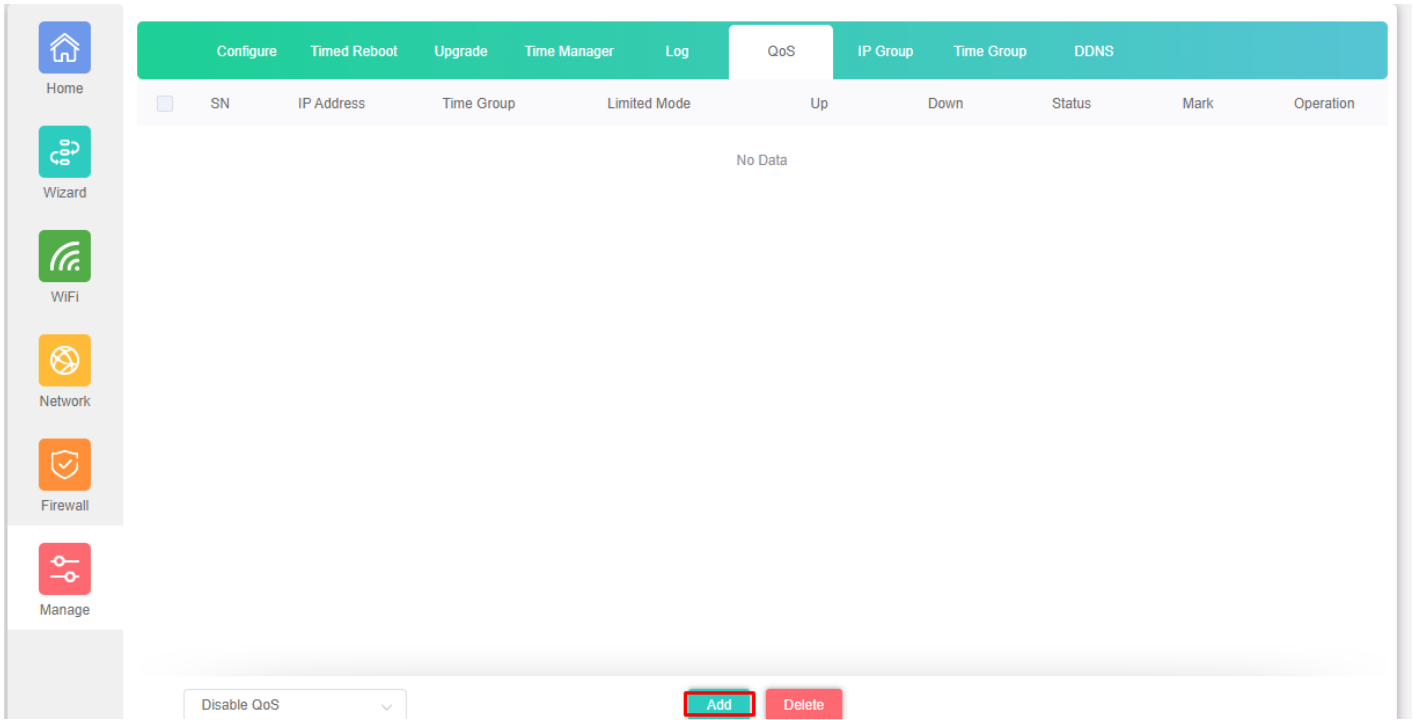 Home
Wizard
WiFi
Network
Firewall
Manage
Configure Timed Reboot Upgrade Time Manager Log QoS IP Group Time Group DDNS
SN IP Address Time Group Limited Mode Up Down Status Mark Operation
No Data
Disable QoS Add Delete